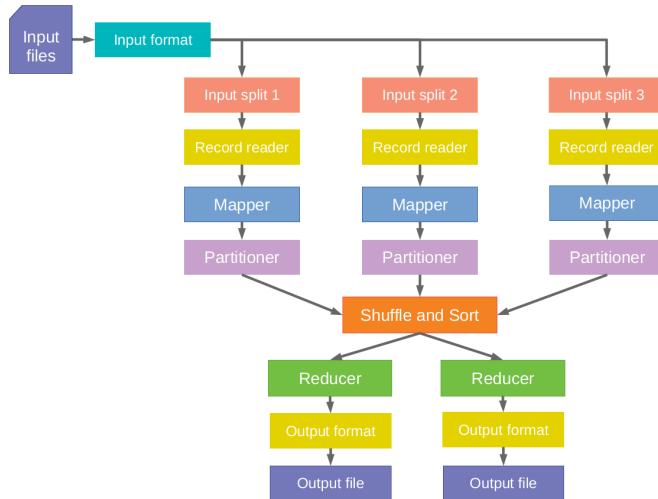 Input
files
Input format
Input split 1
Input split 2
Input split 3
Record reader
Record reader
Record reader
Mapper
Mapper
Mapper
Partitioner
Partitioner
Partitioner
Shuffle and Sort
Reducer
Reducer
Output format
Output format
Output file
Output file